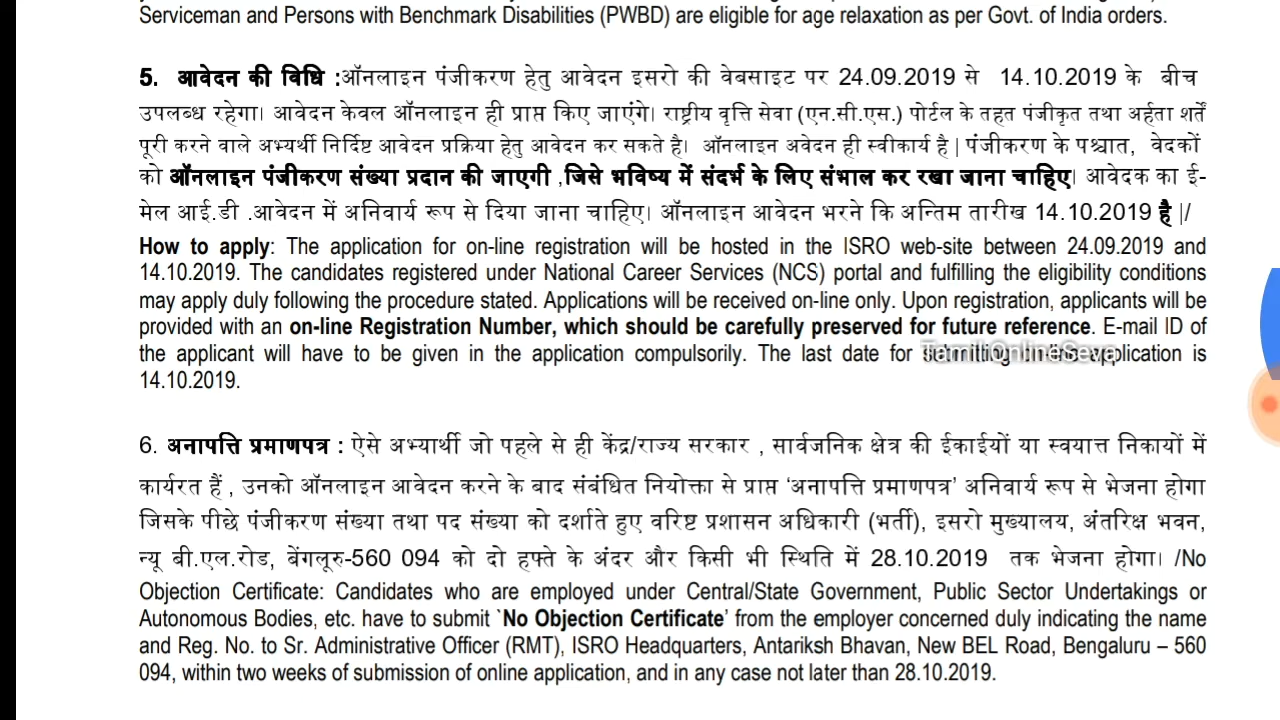 Serviceman and Persons with Benchmark Disabilities (PWBD) are eligible for age relaxation as per Govt. of India orders.
5. आवेदन की विधि :ऑनलाइन पंजीकरण हेतु आवेदन इसरो की वेबसाइट पर 24.09.2019 से 14.10.2019 के बीच
उपलब्ध रहेगा। आवेदन केवल ऑनलाइन ही प्राप्त किए जाएंगे। राष्ट्रीय वृत्ति सेवा (एन.सी.एस.) पोर्टल के तहत पंजीकृत तथा अर्हता शर्तें
पूरी करने वाले अभ्यर्थी निर्दिष्ट आवेदन प्रक्रिया हेतु आवेदन कर सकते है। ऑनलाइन अवेदन ही स्वीकार्य है | पंजीकरण के पश्चात, वेदकों
को ऑनलाइन पंजीकरण संख्या प्रदान की जाएगी ,जिसे भविष्य में संदर्भ के लिए संभाल कर रखा जाना चाहिए। आवेदक का ई-
मेल आई.डी .आवेदन में अनिवार्य रूप से दिया जाना चाहिए। ऑनलाइन आवेदन भरने कि अन्तिम तारीख 14.10.2019 है |/
How to apply: The application for on-line registration will be hosted in the ISRO web-site between 24.09.2019 and
14.10.2019. The candidates registered under National Career Services (NCS) portal and fulfilling the eligibility conditions
may apply duly following the procedure stated. Applications will be received on-line only. Upon registration, applicants will be
provided with an on-line Registration Number, which should be carefully preserved for future reference. E-mail ID of
the applicant will have to be given in the application compulsorily. The last date for submitting on-line application is
Tamil OnlineSeva
14.10.2019.
6. अनापत्ति प्रमाणपत्र : ऐसे अभ्यार्थी जो पहले से ही केंद्र/राज्य सरकार , सार्वजनिक क्षेत्र की ईकाईयों या स्वयात्त निकायों में
कार्यरत हैं , उनको ऑनलाइन आवेदन करने के बाद संबंधित नियोक्ता से प्राप्त ‘अनापत्ति प्रमाणपत्र’ अनिवार्य रूप से भेजना होगा
जिसके पीछे पंजीकरण संख्या तथा पद संख्या को दर्शाते हुए वरिष्ट प्रशासन अधिकारी (भर्ती), इसरो मुख्यालय, अंतरिक्ष भवन,
न्यू बी.एल.रोड, बेंगलूरु-560 094 को दो हफ्ते के अंदर और किसी भी स्थिति में 28.10.2019 तक भेजना होगा। /No
Objection Certificate: Candidates who are employed under Central/State Government, Public Sector Undertakings or
Autonomous Bodies, etc. have to submit `No Objection Certificate’ from the employer concerned duly indicating the name
and Reg. No. to Sr. Administrative Officer (RMT), ISRO Headquarters, Antariksh Bhavan, New BEL Road, Bengaluru – 560
094, within two weeks of submission of online application, and in any case not later than 28.10.2019.